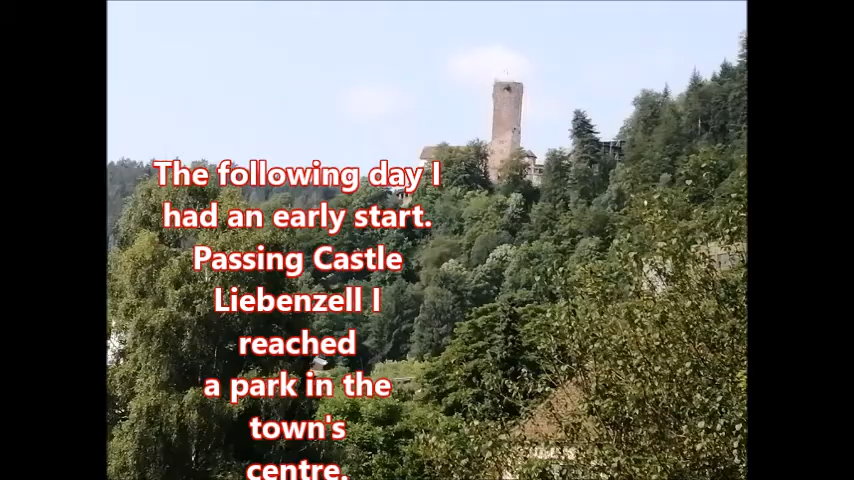 The following day I
had an early start.
Passing Castle
Liebenzell I
reached
a park in the
town's
centre.